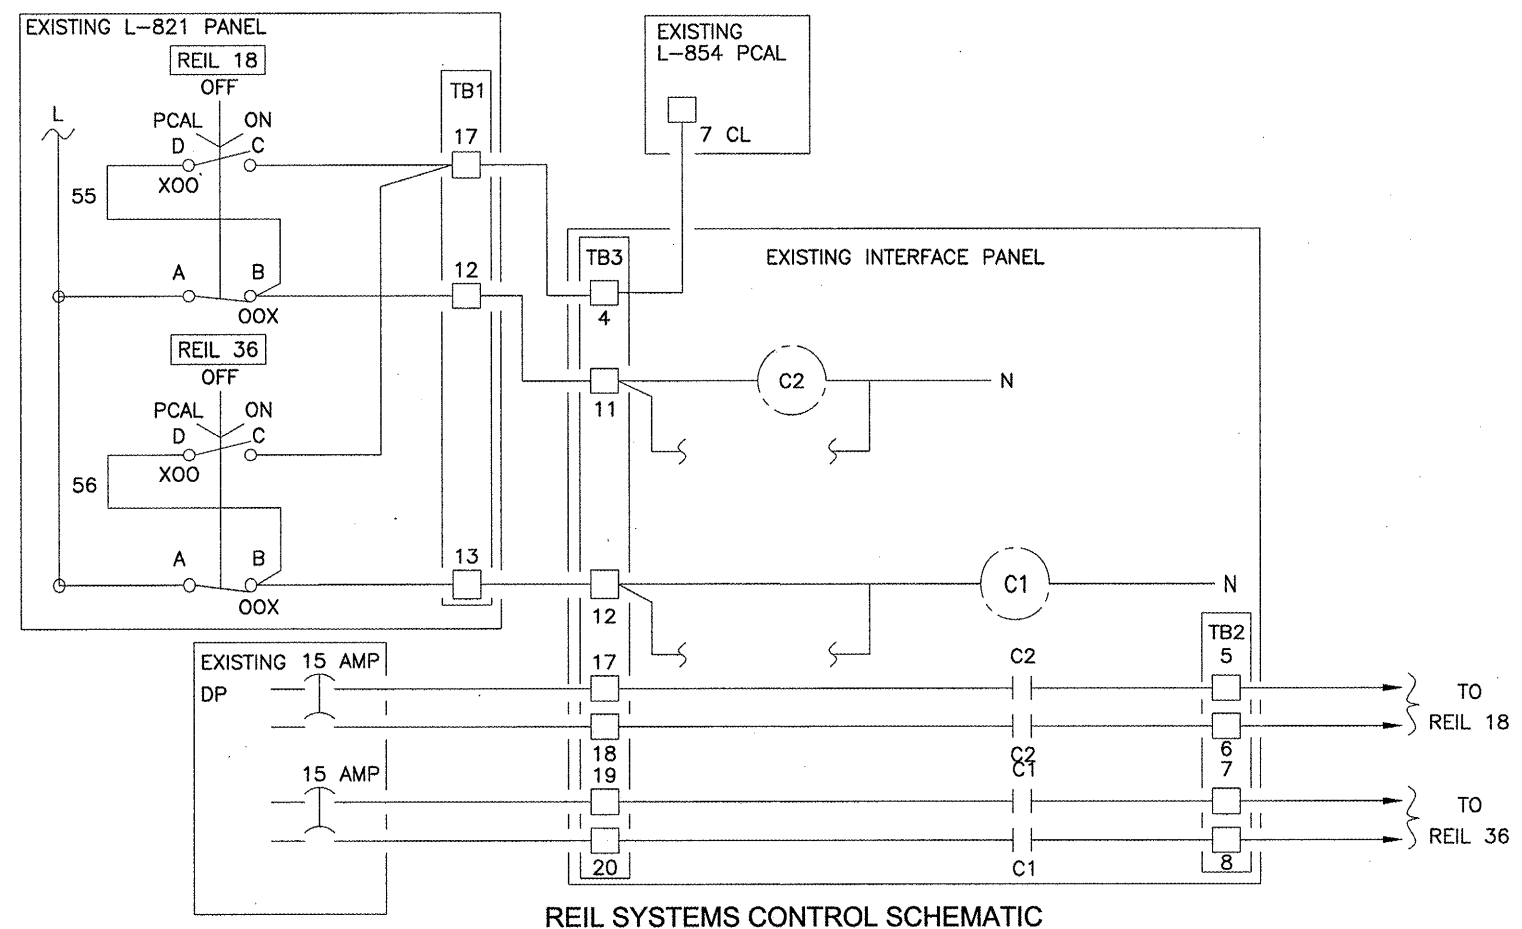 EXISTING L-821 PANEL
REIL 18
OFF
PCAL ON
D C
XOO
55
L
A B
OOX
REIL 36
OFF
PCAL ON
D C
XOO
56
A B
OOX
TB1
17
12
13
EXISTING
L-854 PCAL
7 CL
EXISTING INTERFACE PANEL
TB3
4
11
12
17
18
19
20
C2
N
C1
N
C2
C2
C1
C1
TB2
5
6
7
8
EXISTING
DP
15 AMP
15 AMP
TO
REIL 18
TO
REIL 36
REIL SYSTEMS CONTROL SCHEMATIC